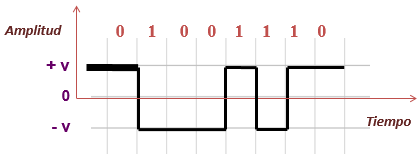 Amplitud
0 1 0 0 1 1 1 0
+ v
0
- v
Tiempo